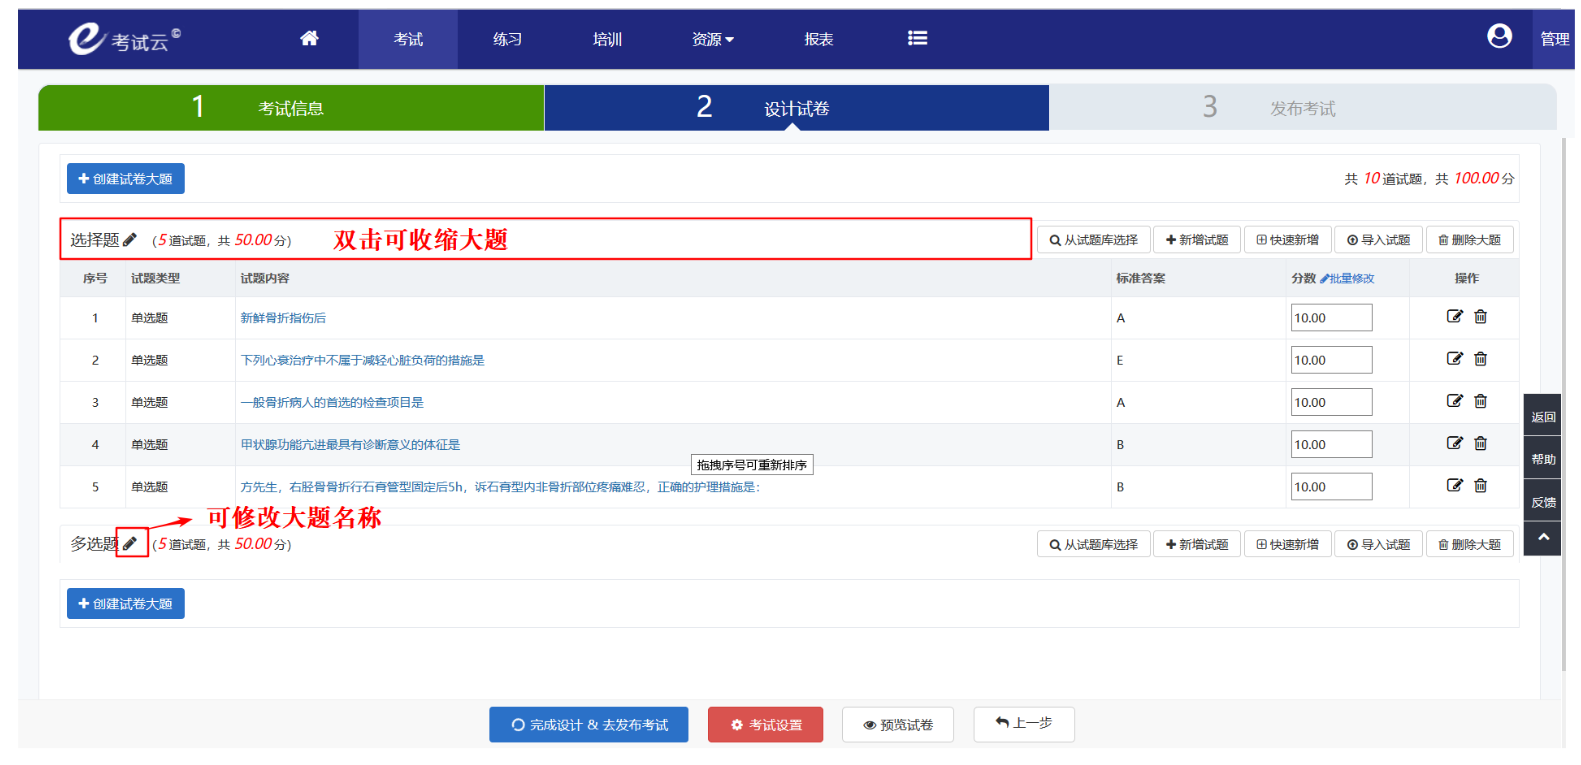 考试云© 考试 练习 培训 资源 报表 管理
1 考试信息 2 设计试卷 3 发布考试
创建试卷大题 共 10 道试题，共 100.00 分
选择题 （5 道试题，共 50.00 分） 双击可收缩大题 从试题库选择 新增试题 快速新增 导入试题 删除大题
序号 试题类型 试题内容 标准答案 分数 批量修改 操作
1 单选题 新鲜骨折指伤后 A 10.00
2 单选题 下列心衰治疗中不属于减轻心脏负荷的措施是 E 10.00
3 单选题 一般骨折病人的首选的检查项目是 A 10.00
返回
4 单选题 甲状腺功能亢进最具有诊断意义的体征是 B 10.00
帮助
拖拽序号可重新排序
5 单选题 方先生，右胫骨骨折行石膏管型固定后5h，诉石膏型内非骨折部位疼痛难忍，正确的护理措施是： B 10.00
反馈
可修改大题名称
多选题 （5 道试题，共 50.00 分） 从试题库选择 新增试题 快速新增 导入试题 删除大题
创建试卷大题
完成设计 & 去发布考试 考试设置 预览试卷 上一步